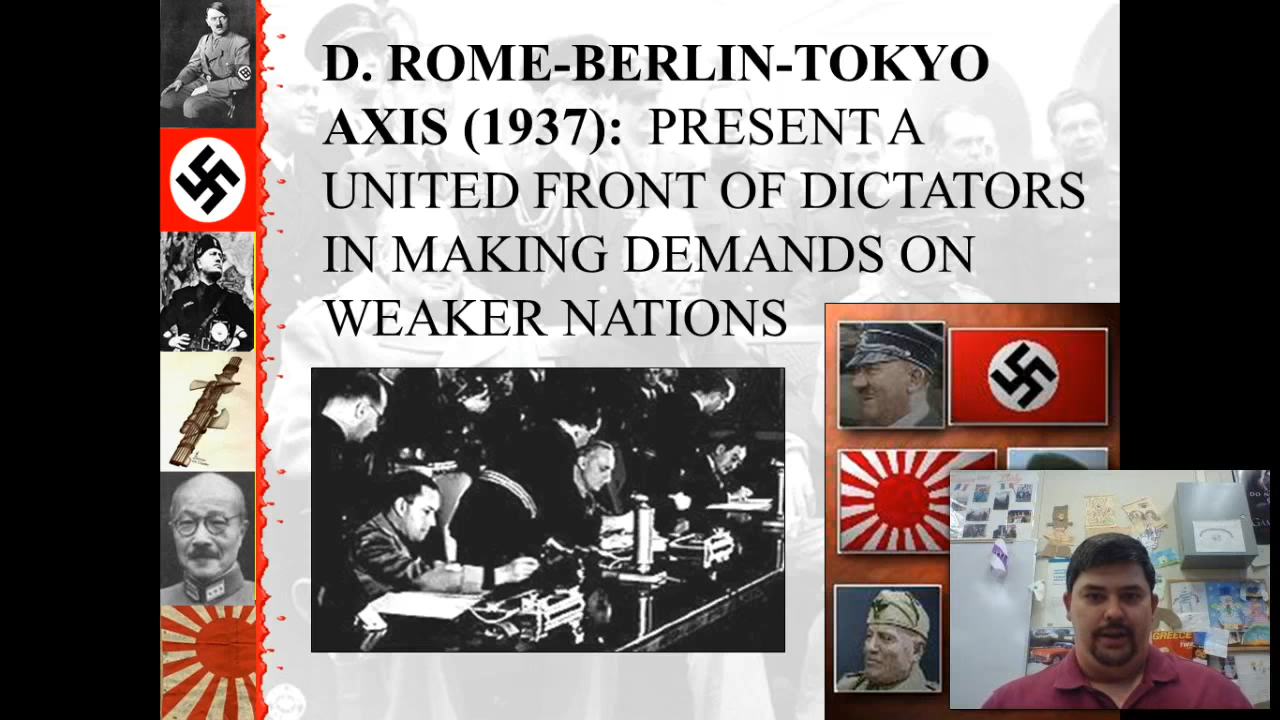 D. ROME-BERLIN-TOKYO
AXIS (1937): PRESENT A
UNITED FRONT OF DICTATORS
IN MAKING DEMANDS ON
WEAKER NATIONS
GREECE